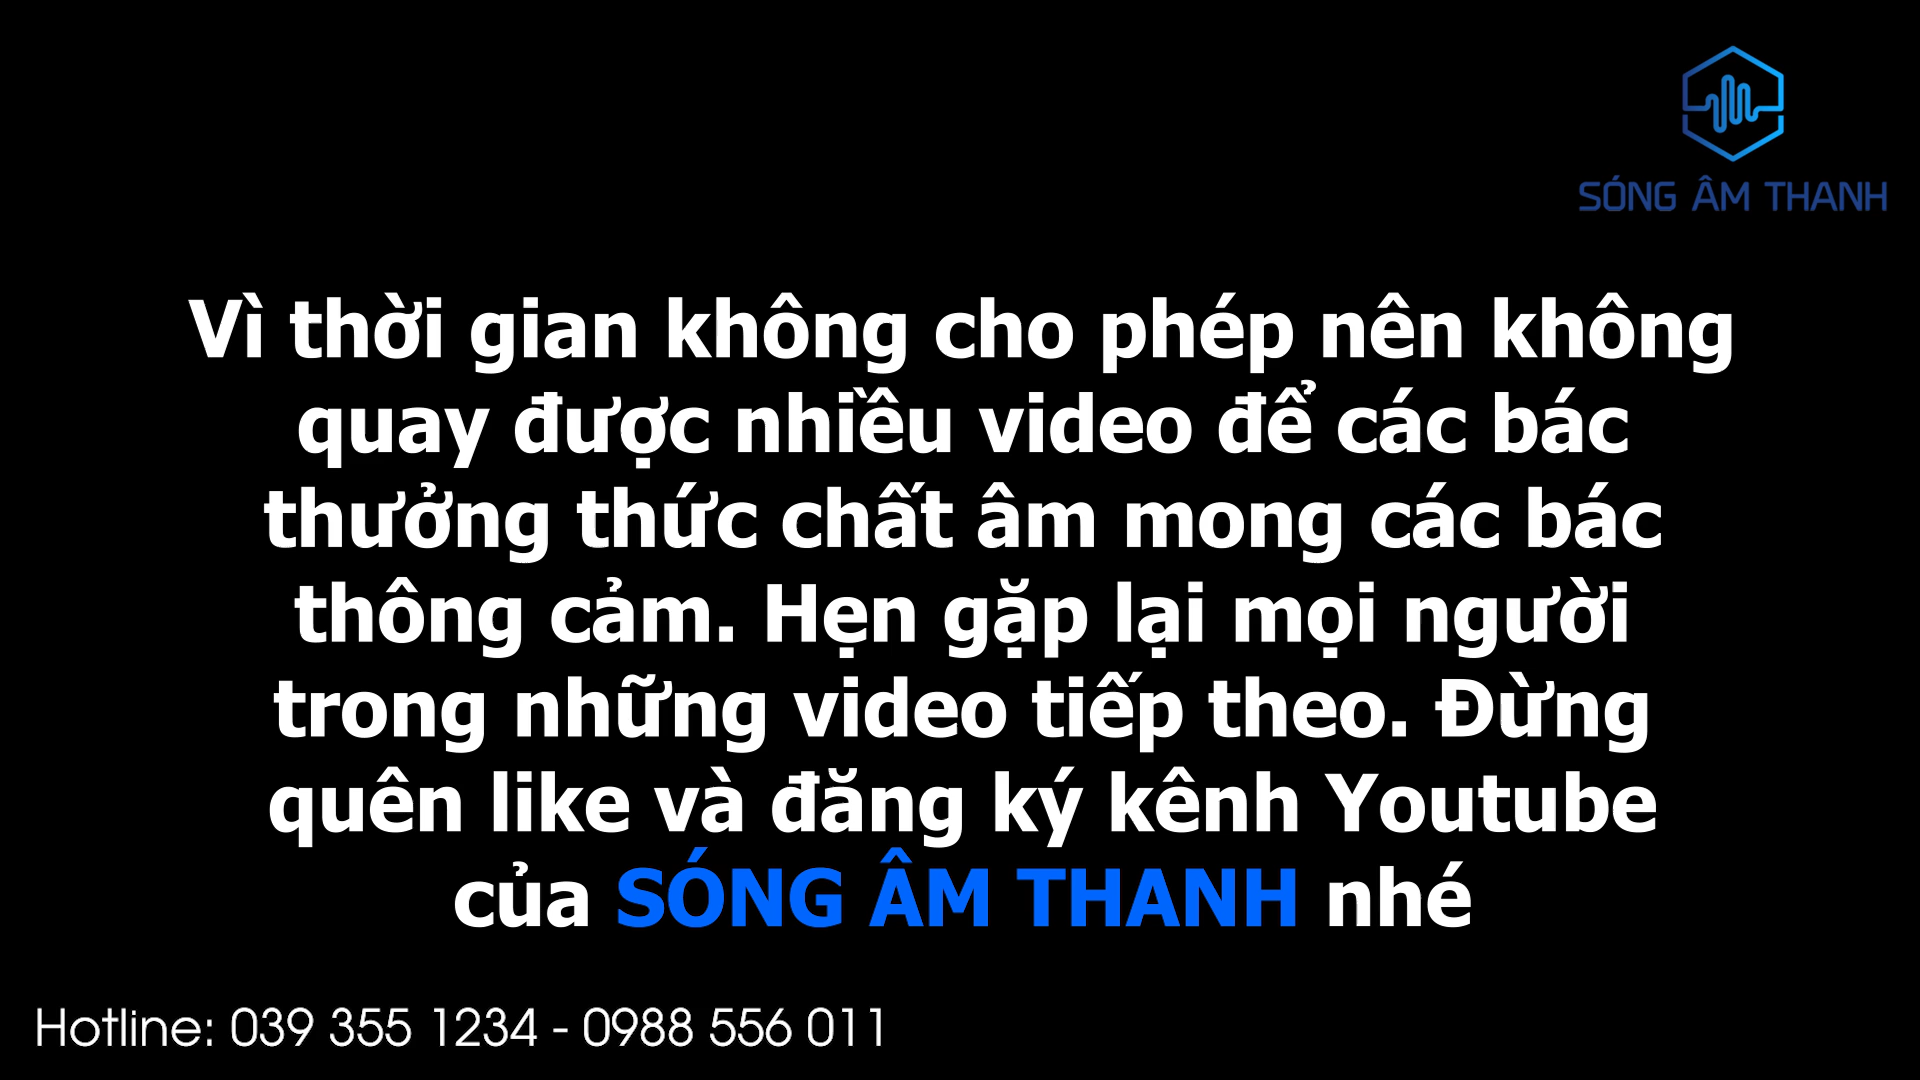 SÓNG ÂM THANH
Vì thời gian không cho phép nên không
quay được nhiều video để các bác
thưởng thức chất âm mong các bác
thông cảm. Hẹn gặp lại mọi người
trong những video tiếp theo. Đừng
quên like và đăng ký kênh Youtube
của SÓNG ÂM THANH nhé
Hotline: 039 355 1234 - 0988 556 011